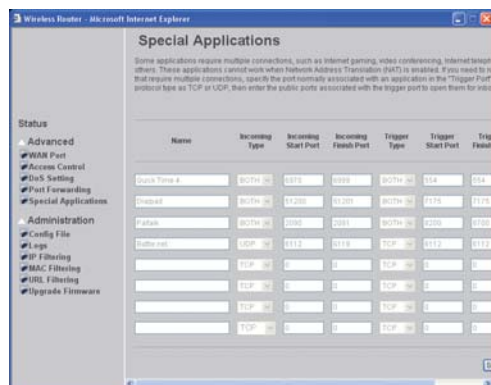 Wireless Router - Microsoft Internet Explorer
Special Applications
Some applications require multiple connections, such as Internet gaming, video conferencing, Internet teleph
others. These applications cannot work when Network Address Translation (NAT) is enabled. If you need to
that require multiple connections, specify the port normally associated with an application in the "Trigger Port"
protocol type as TCP or UDP, then enter the public ports associated with the trigger port to open them for
Status
Advanced
WAN Port
Access Control
DoS Setting
Port Forwarding
Special Applications
Administration
Config File
Logs
IP Filtering
MAC Filtering
URL Filtering
Upgrade Firmware
Name Incoming Type Incoming Start Port Incoming Finish Port Trigger Type Trigger Start Port
Quick Time 4 BOTH 6970 6999 BOTH 554 554
Dialpad BOTH 51200 51201 BOTH 7175 7175
Paltalk BOTH 2090 2091 BOTH 8200 8700
UDP 6112 6119 TCP 6112 6112
TCP 0 0 TCP 0 0
TCP 0 0 TCP 0 0
TCP 0 0 TCP 0 0
TCP 0 0 TCP 0 0